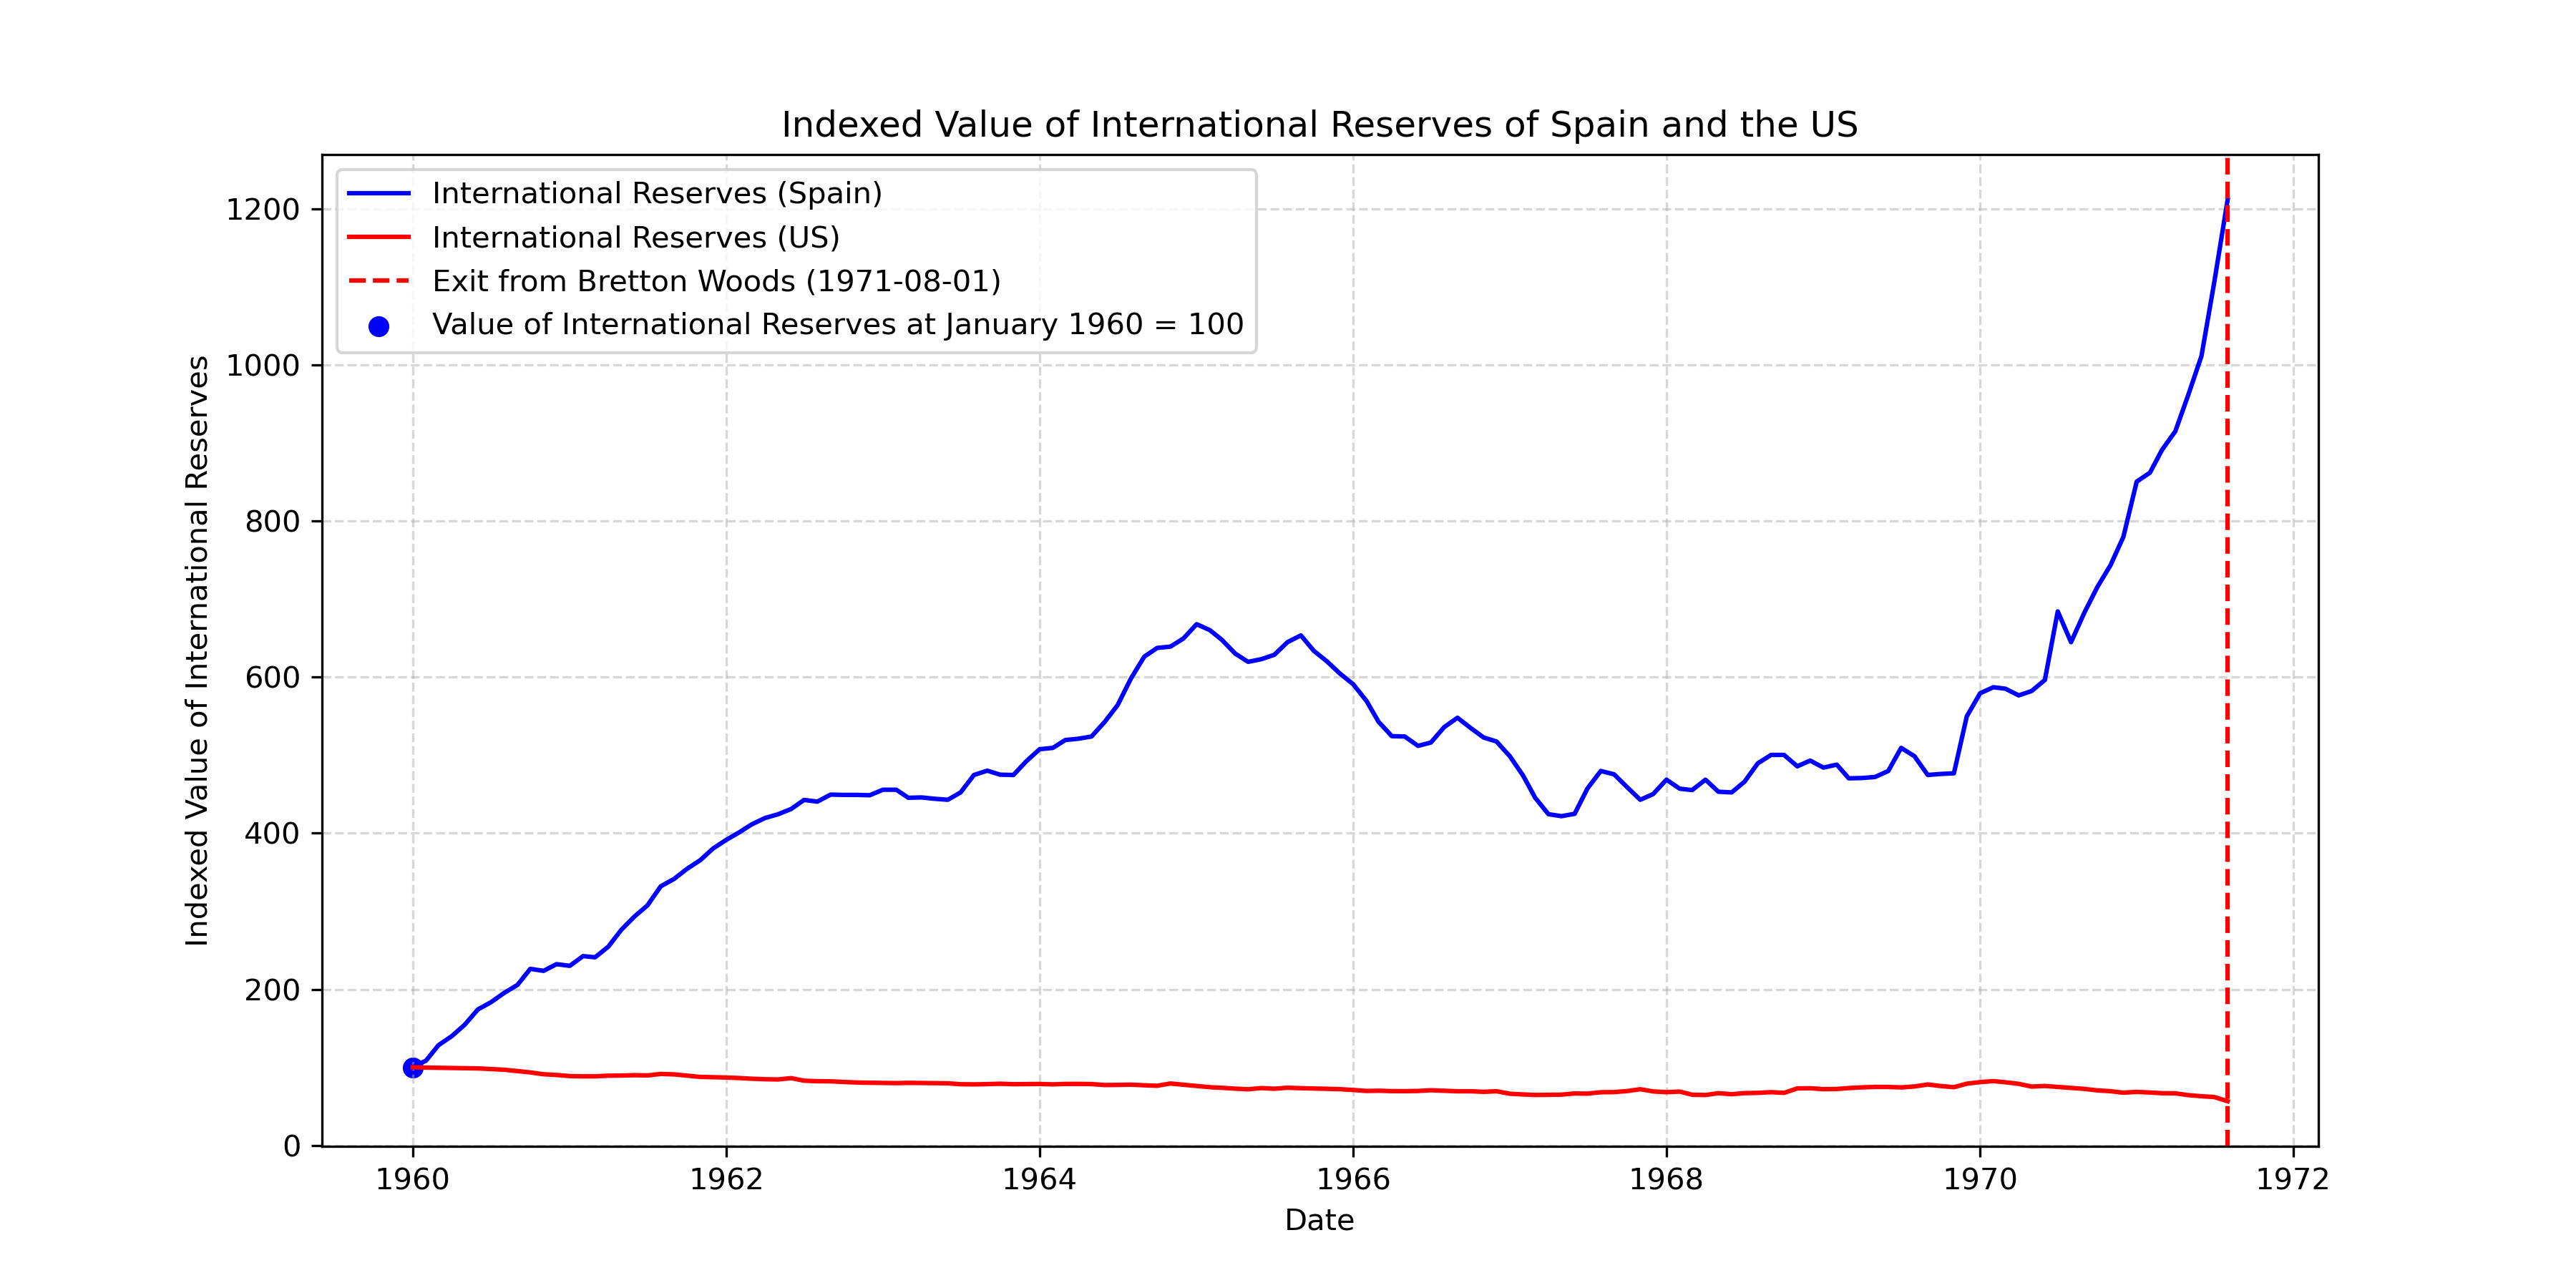 Indexed Value of International Reserves of Spain and the US
International Reserves (Spain)
International Reserves (US)
Exit from Bretton Woods (1971-08-01)
Value of International Reserves at January 1960 = 100
Indexed Value of International Reserves
1200
1000
800
600
400
200
0
1960 1962 1964 1966 1968 1970 1972
Date